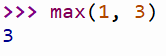 >>> max(1, 3)
3